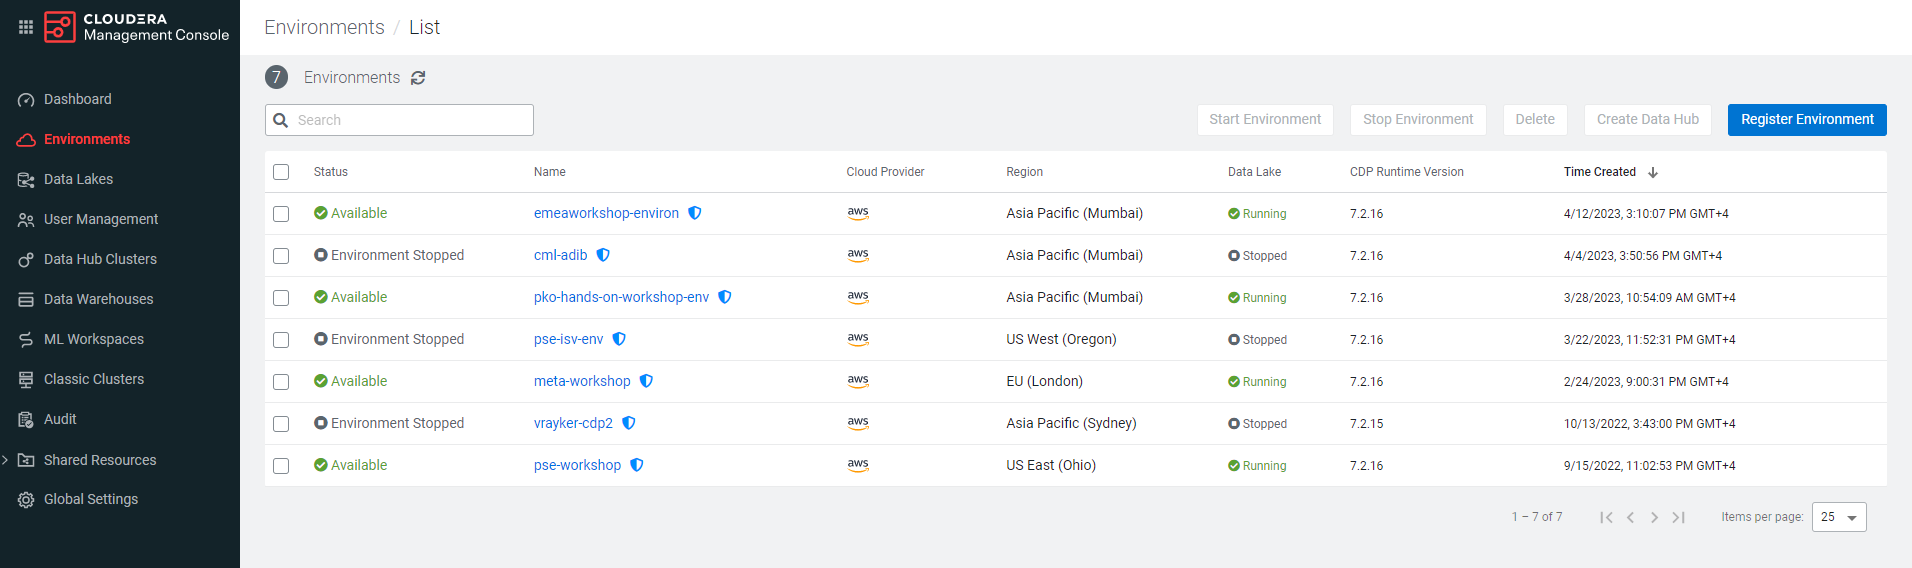 CLOUDERA
Management Console
Environments / List
Dashboard
Environments
Data Lakes
User Management
Data Hub Clusters
Data Warehouses
ML Workspaces
Classic Clusters
Audit
Shared Resources
Global Settings
7 Environments
Search
Start Environment Stop Environment Delete Create Data Hub Register Environment
Status Name Cloud Provider Region Data Lake CDP Runtime Version Time Created
Available emeaworkshop-environ aws Asia Pacific (Mumbai) Running 7.2.16 4/12/2023, 3:10:07 PM GMT+4
Environment Stopped cml-adib aws Asia Pacific (Mumbai) Stopped 7.2.16 4/4/2023, 3:50:56 PM GMT+4
Available pko-hands-on-workshop-env aws Asia Pacific (Mumbai) Running 7.2.16 3/28/2023, 10:54:09 AM GMT+4
Environment Stopped pse-isv-env aws US West (Oregon) Stopped 7.2.16 3/22/2023, 11:52:31 PM GMT+4
Available meta-workshop aws EU (London) Running 7.2.16 2/24/2023, 9:00:31 PM GMT+4
Environment Stopped vrayker-cdp2 aws Asia Pacific (Sydney) Stopped 7.2.15 10/13/2022, 3:43:00 PM GMT+4
Available pse-workshop aws US East (Ohio) Running 7.2.16 9/15/2022, 11:02:53 PM GMT+4
1 – 7 of 7 Items per page: 25